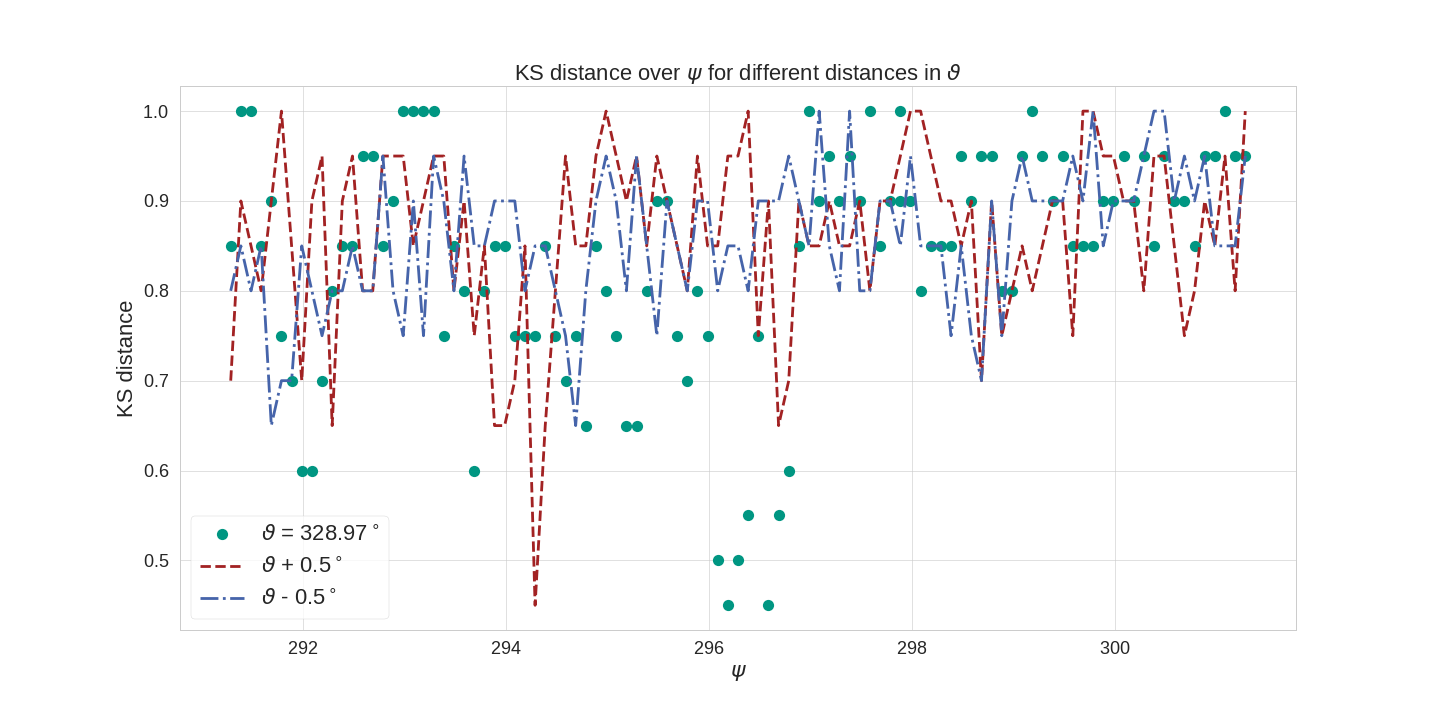 KS distance over ψ for different distances in ϑ
KS distance
1.0
0.9
0.8
0.7
0.6
0.5
ϑ = 328.97°
ϑ + 0.5°
ϑ - 0.5°
292 294 296 298 300
ψ